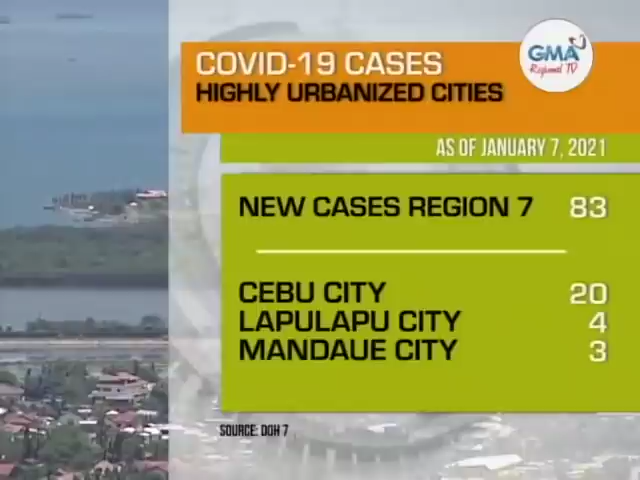 COVID-19 CASES
HIGHLY URBANIZED CITIES
GMA
Regional TV
AS OF JANUARY 7, 2021
NEW CASES REGION 7 83
CEBU CITY 20
LAPULAPU CITY 4
MANDAUE CITY 3
SOURCE: DOH 7